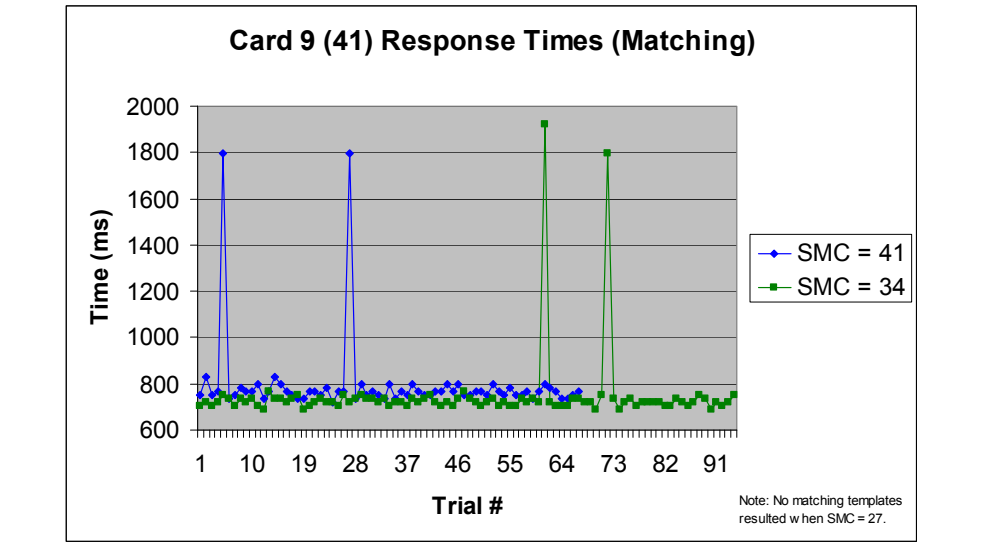 Card 9 (41) Response Times (Matching)
2000
1800
1600
1400
1200
1000
800
600
Time (ms)
1 10 19 28 37 46 55 64 73 82 91
Trial #
SMC = 41
SMC = 34
Note: No matching templates
resulted when SMC = 27.